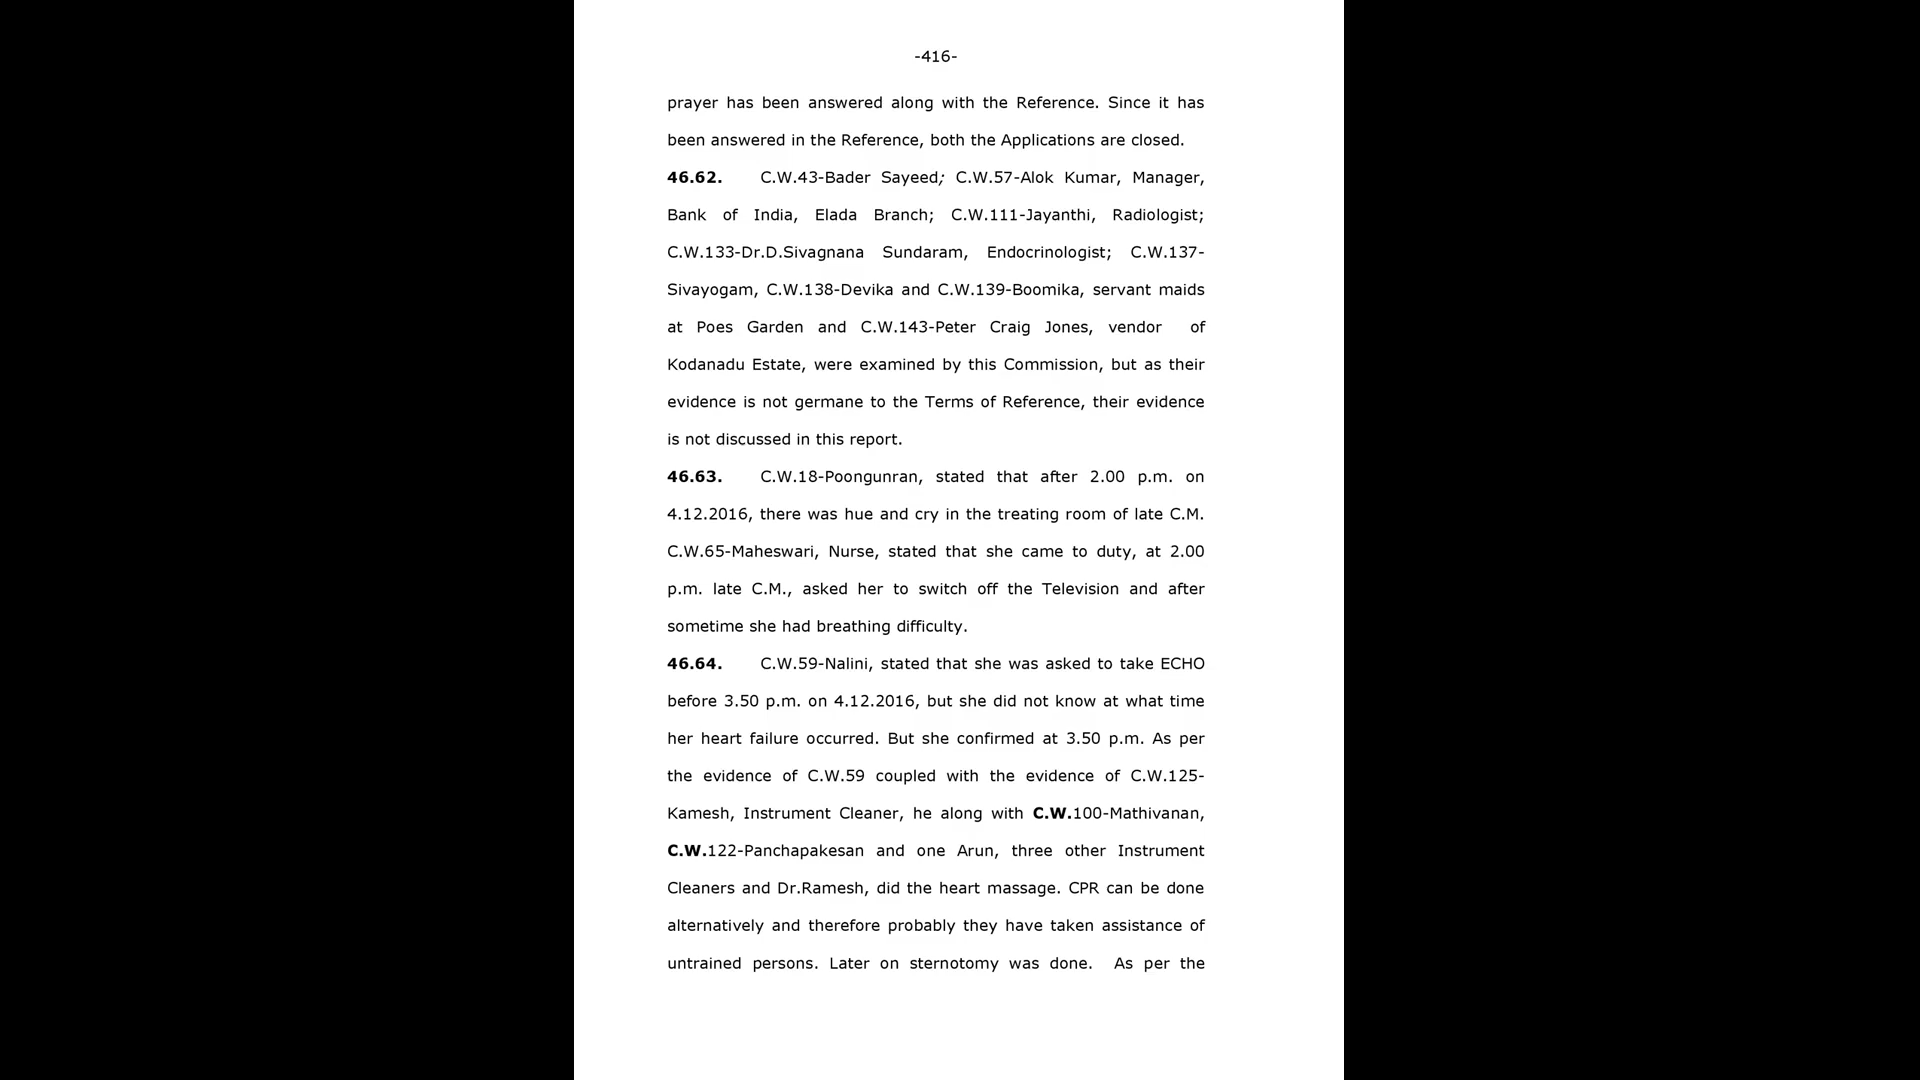 -416-
prayer has been answered along with the Reference. Since it has
been answered in the Reference, both the Applications are closed.
46.62. C.W.43-Bader Sayeed; C.W.57-Alok Kumar, Manager,
Bank of India, Elada Branch; C.W.111-Jayanthi, Radiologist;
C.W.133-Dr.D.Sivagnana Sundaram, Endocrinologist; C.W.137-
Sivayogam, C.W.138-Devika and C.W.139-Boomika, servant maids
at Poes Garden and C.W.143-Peter Craig Jones, vendor of
Kodanadu Estate, were examined by this Commission, but as their
evidence is not germane to the Terms of Reference, their evidence
is not discussed in this report.
46.63. C.W.18-Poongunran, stated that after 2.00 p.m. on
4.12.2016, there was hue and cry in the treating room of late C.M.
C.W.65-Maheswari, Nurse, stated that she came to duty, at 2.00
p.m. late C.M., asked her to switch off the Television and after
sometime she had breathing difficulty.
46.64. C.W.59-Nalini, stated that she was asked to take ECHO
before 3.50 p.m. on 4.12.2016, but she did not know at what time
her heart failure occurred. But she confirmed at 3.50 p.m. As per
the evidence of C.W.59 coupled with the evidence of C.W.125-
Kamesh, Instrument Cleaner, he along with C.W.100-Mathivanan,
C.W.122-Panchapakesan and one Arun, three other Instrument
Cleaners and Dr.Ramesh, did the heart massage. CPR can be done
alternatively and therefore probably they have taken assistance of
untrained persons. Later on sternotomy was done. As per the